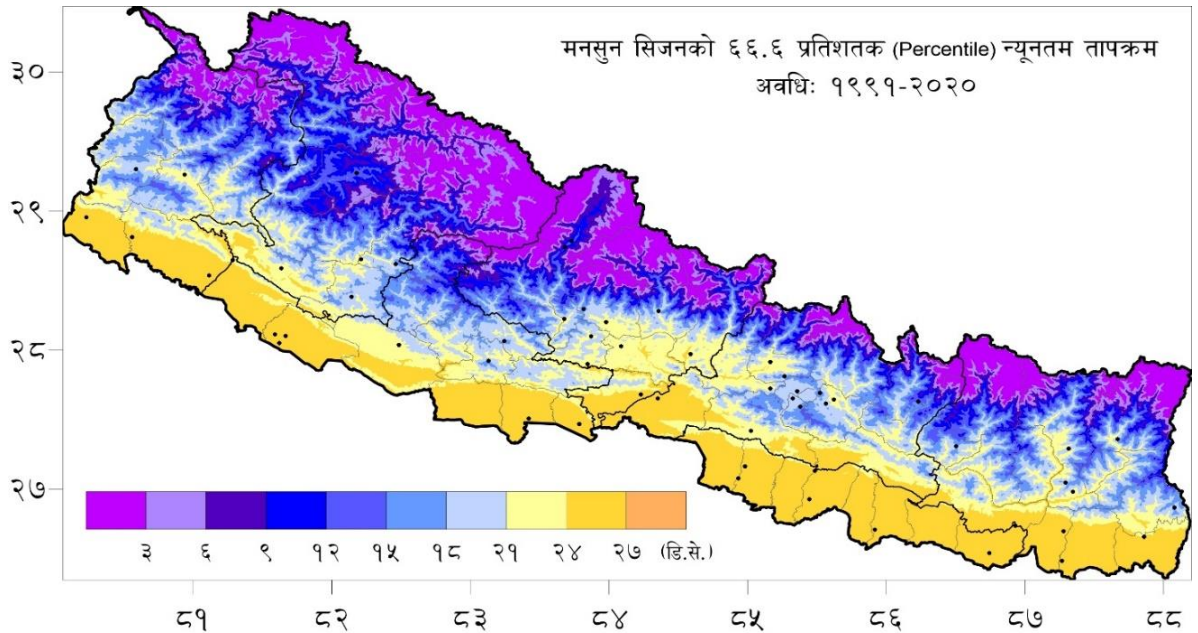 मनसुन सिजनको ६६.६ प्रतिशतक (Percentile) न्यूनतम तापक्रम
अवधिः १९९१-२०२०
३०
२९
२८
२७
३ ६ ९ १२ १५ १८ २१ २४ २७ (डि.से.)
८१ ८२ ८३ ८४ ८५ ८६ ८७ ८८